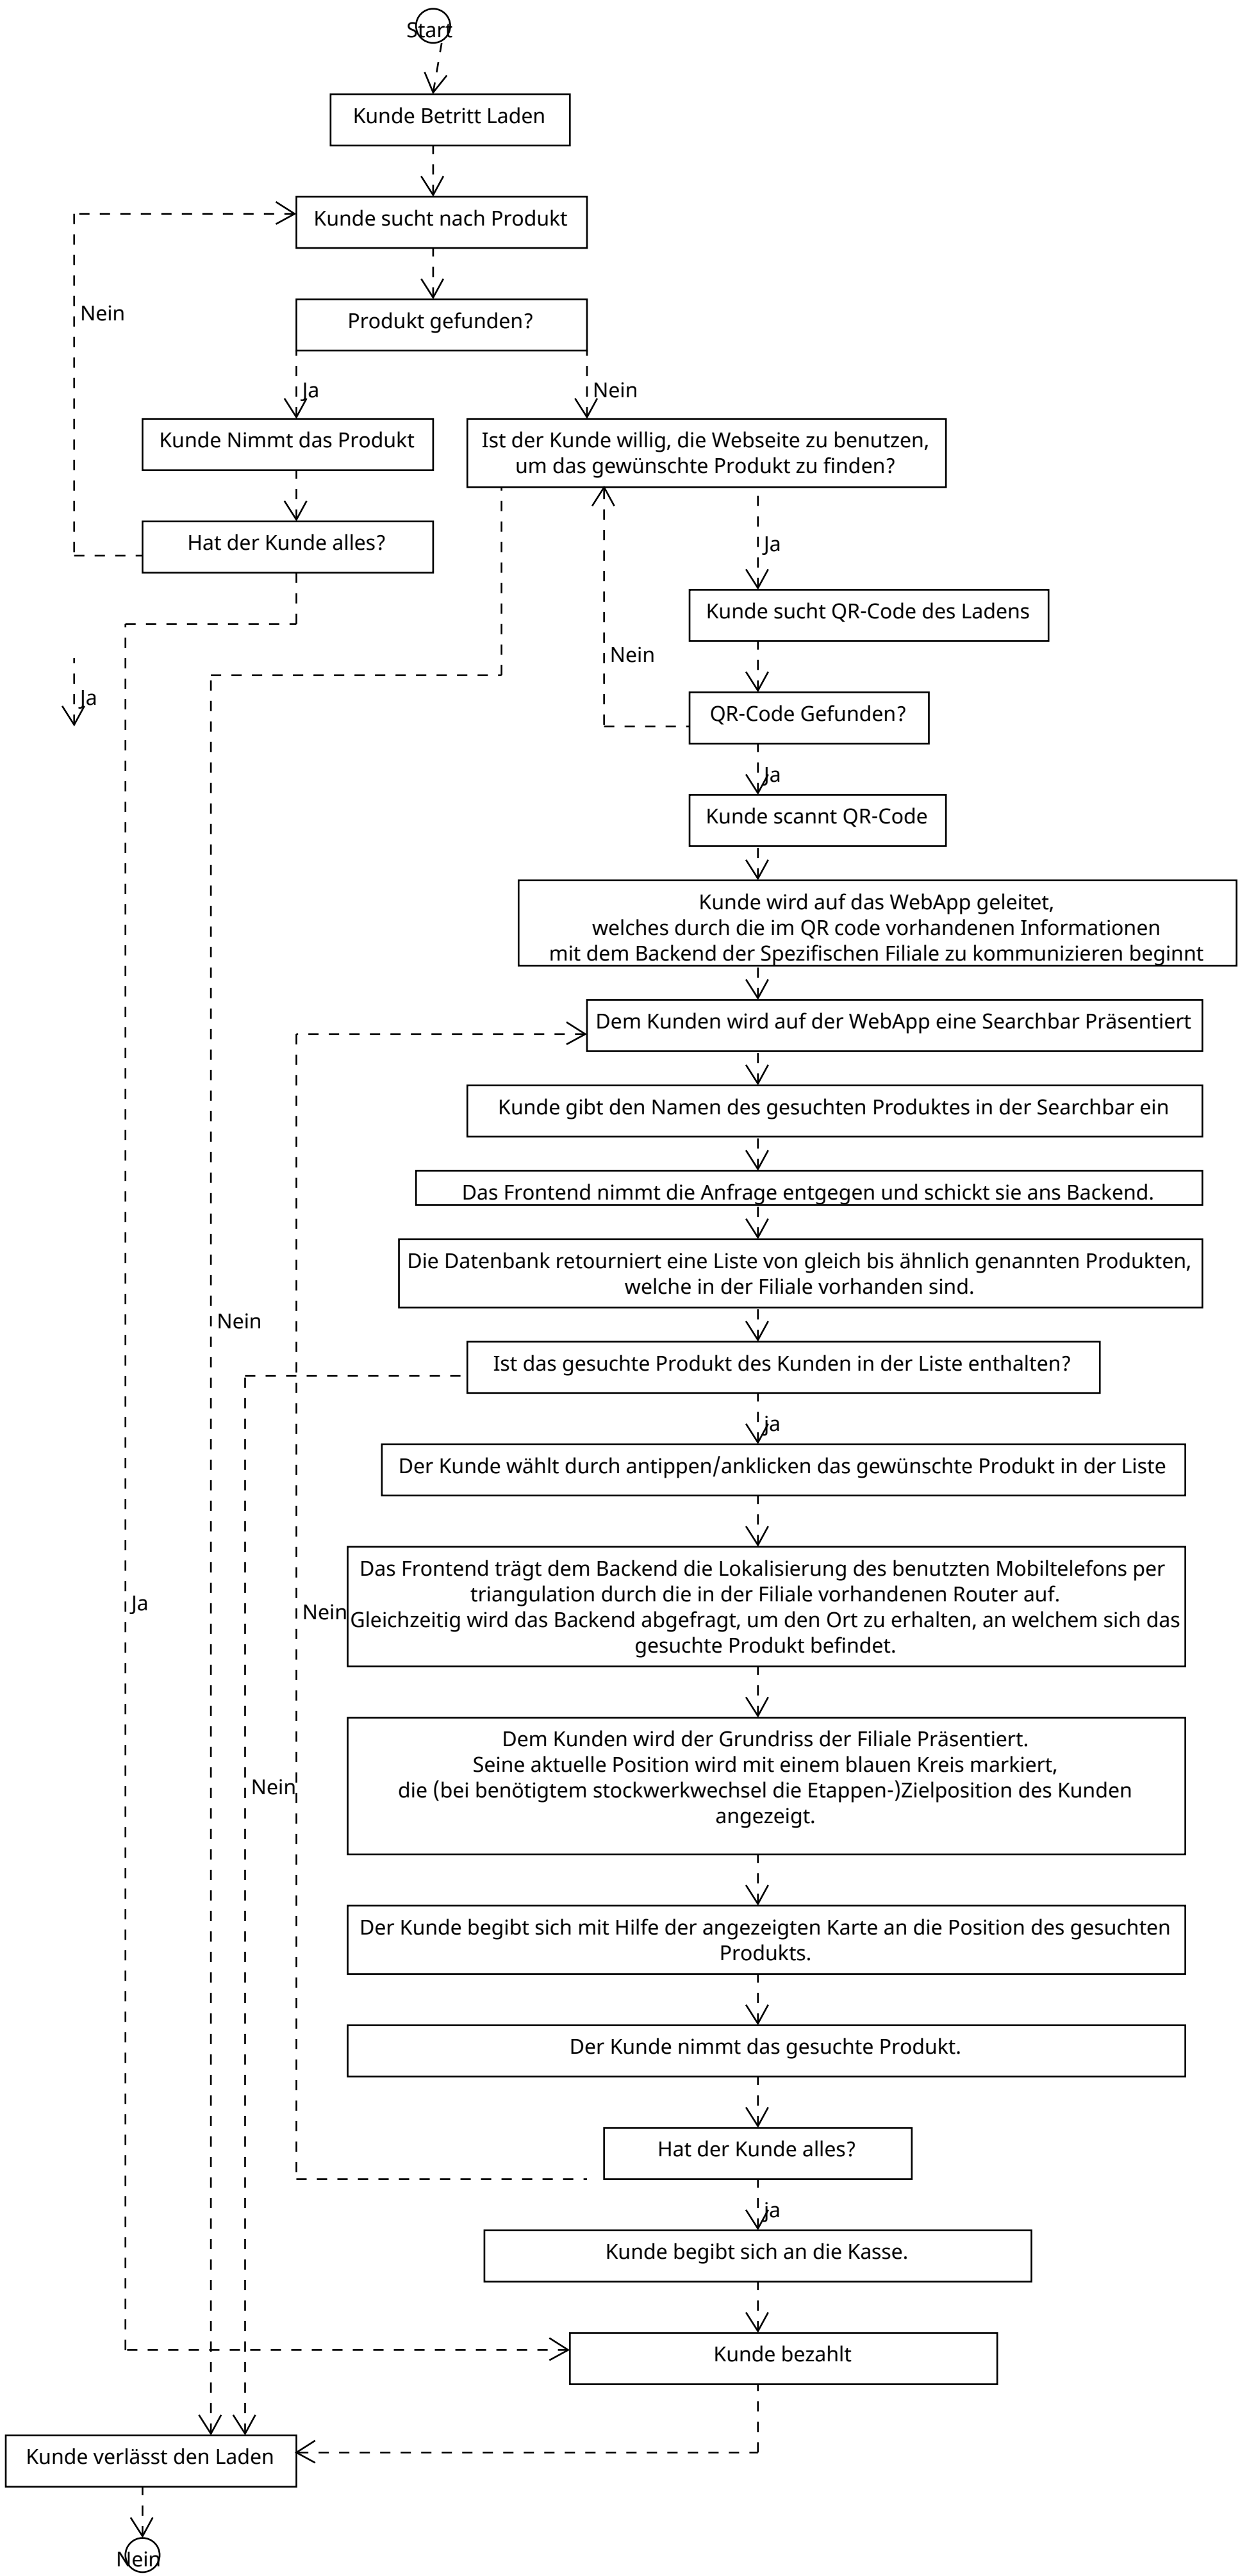 Start
Kunde Betritt Laden
Kunde sucht nach Produkt
Nein
Produkt gefunden?
Ja
Nein
Kunde Nimmt das Produkt
Ist der Kunde willig, die Webseite zu benutzen,
um das gewünschte Produkt zu finden?
Hat der Kunde alles?
Ja
Kunde sucht QR-Code des Ladens
Nein
Ja
QR-Code Gefunden?
Ja
Kunde scannt QR-Code
Kunde wird auf das WebApp geleitet,
welches durch die im QR code vorhandenen Informationen
mit dem Backend der Spezifischen Filiale zu kommunizieren beginnt
Dem Kunden wird auf der WebApp eine Searchbar Präsentiert
Kunde gibt den Namen des gesuchten Produktes in der Searchbar ein
Das Frontend nimmt die Anfrage entgegen und schickt sie ans Backend.
Die Datenbank retourniert eine Liste von gleich bis ähnlich genannten Produkten,
welche in der Filiale vorhanden sind.
Nein
Ist das gesuchte Produkt des Kunden in der Liste enthalten?
ja
Der Kunde wählt durch antippen/anklicken das gewünschte Produkt in der Liste
Das Frontend trägt dem Backend die Lokalisierung des benutzten Mobiltelefons per
triangulation durch die in der Filiale vorhandenen Router auf.
Ja
Nein
Gleichzeitig wird das Backend abgefragt, um den Ort zu erhalten, an welchem sich das
gesuchte Produkt befindet.
Dem Kunden wird der Grundriss der Filiale Präsentiert.
Seine aktuelle Position wird mit einem blauen Kreis markiert,
Nein
die (bei benötigtem stockwerkwechsel die Etappen-)Zielposition des Kunden
angezeigt.
Der Kunde begibt sich mit Hilfe der angezeigten Karte an die Position des gesuchten
Produkts.
Der Kunde nimmt das gesuchte Produkt.
Hat der Kunde alles?
ja
Kunde begibt sich an die Kasse.
Kunde bezahlt
Kunde verlässt den Laden
Nein